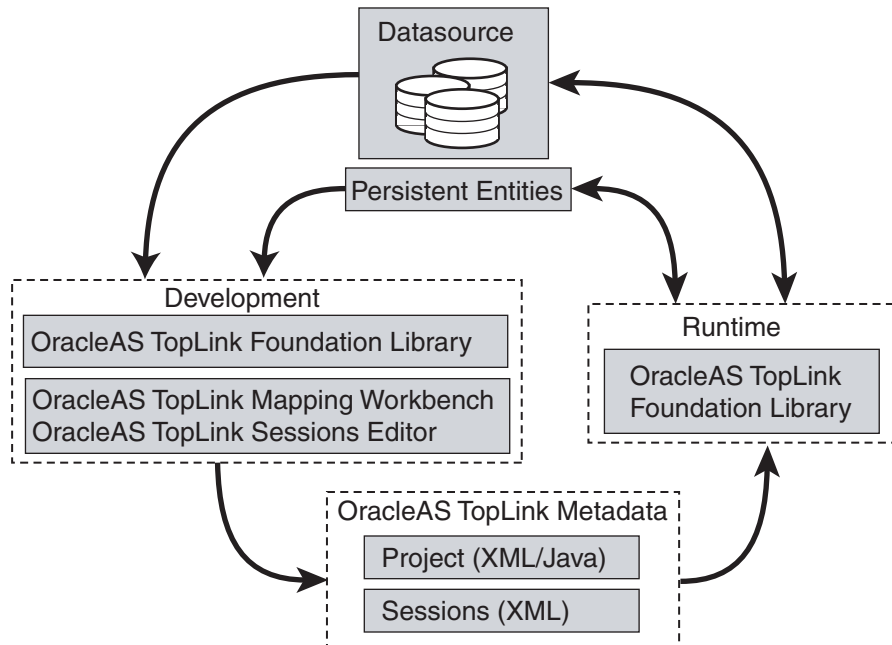 Datasource
Persistent Entities
Development
OracleAS TopLink Foundation Library
OracleAS TopLink Mapping Workbench
OracleAS TopLink Sessions Editor
Runtime
OracleAS TopLink
Foundation Library
OracleAS TopLink Metadata
Project (XML/Java)
Sessions (XML)